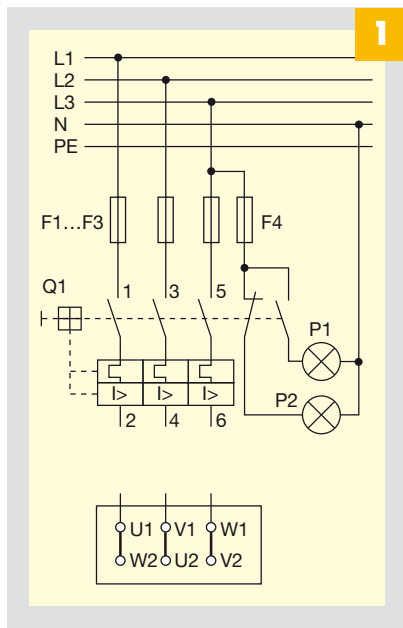 1
L1
L2
L3
N
PE
F1...F3
F4
Q1
1 3 5
P1
I> I> I>
P2
2 4 6
U1 V1 W1
W2 U2 V2